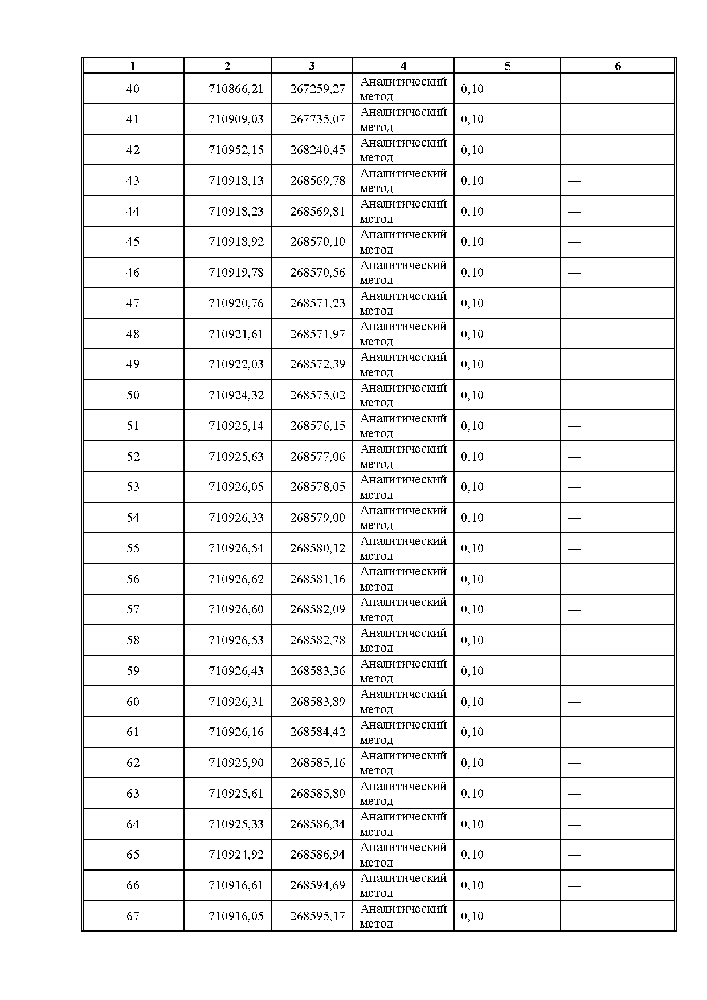 1 2 3 4 5 6
40 710866,21 267259,27 Аналитический метод 0,10 —
41 710909,03 267735,07 Аналитический метод 0,10 —
42 710952,15 268240,45 Аналитический метод 0,10 —
43 710918,13 268569,78 Аналитический метод 0,10 —
44 710918,23 268569,81 Аналитический метод 0,10 —
45 710918,92 268570,10 Аналитический метод 0,10 —
46 710919,78 268570,56 Аналитический метод 0,10 —
47 710920,76 268571,23 Аналитический метод 0,10 —
48 710921,61 268571,97 Аналитический метод 0,10 —
49 710922,03 268572,39 Аналитический метод 0,10 —
50 710924,32 268575,02 Аналитический метод 0,10 —
51 710925,14 268576,15 Аналитический метод 0,10 —
52 710925,63 268577,06 Аналитический метод 0,10 —
53 710926,05 268578,05 Аналитический метод 0,10 —
54 710926,33 268579,00 Аналитический метод 0,10 —
55 710926,54 268580,12 Аналитический метод 0,10 —
56 710926,62 268581,16 Аналитический метод 0,10 —
57 710926,60 268582,09 Аналитический метод 0,10 —
58 710926,53 268582,78 Аналитический метод 0,10 —
59 710926,43 268583,36 Аналитический метод 0,10 —
60 710926,31 268583,89 Аналитический метод 0,10 —
61 710926,16 268584,42 Аналитический метод 0,10 —
62 710925,90 268585,16 Аналитический метод 0,10 —
63 710925,61 268585,80 Аналитический метод 0,10 —
64 710925,33 268586,34 Аналитический метод 0,10 —
65 710924,92 268586,94 Аналитический метод 0,10 —
66 710916,61 268594,69 Аналитический метод 0,10 —
67 710916,05 268595,17 Аналитический метод 0,10 —